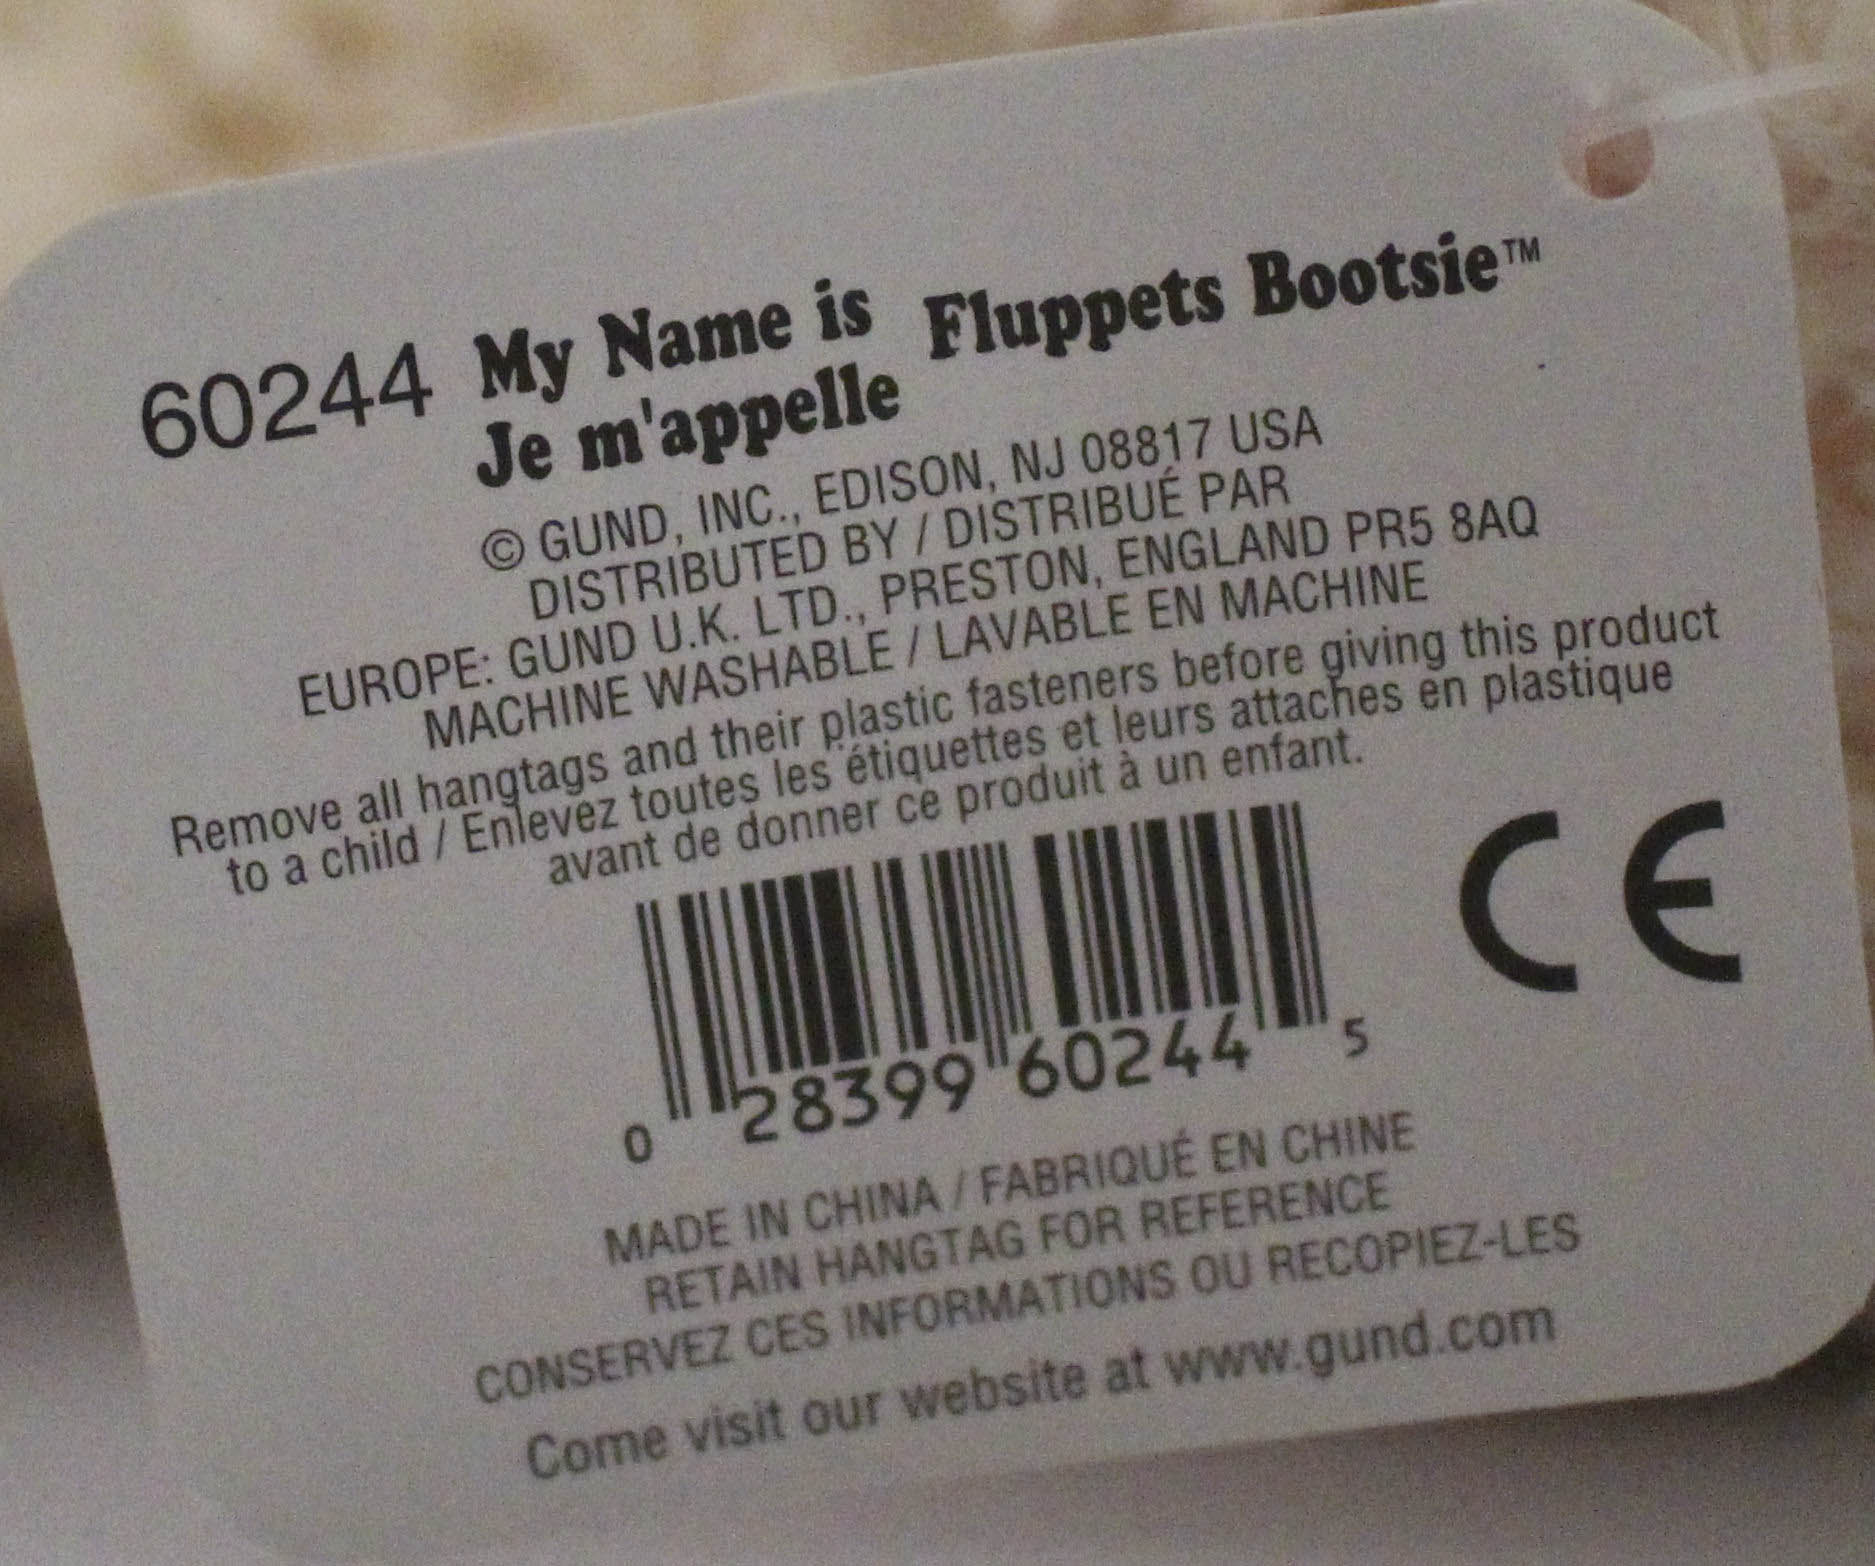 60244 My Name is Fluppets Bootsie™
Je m'appelle
© GUND, INC., EDISON, NJ 08817 USA
DISTRIBUTED BY / DISTRIBUÉ PAR
EUROPE: GUND U.K. LTD., PRESTON, ENGLAND PR5 8AQ
MACHINE WASHABLE / LAVABLE EN MACHINE
Remove all hangtags and their plastic fasteners before giving this product
to a child / Enlevez toutes les étiquettes et leurs attaches en plastique
avant de donner ce produit à un enfant.
CE
0 28399 60244 5
MADE IN CHINA / FABRIQUÉ EN CHINE
RETAIN HANGTAG FOR REFERENCE
CONSERVEZ CES INFORMATIONS OU RECOPIEZ-LES
Come visit our website at www.gund.com